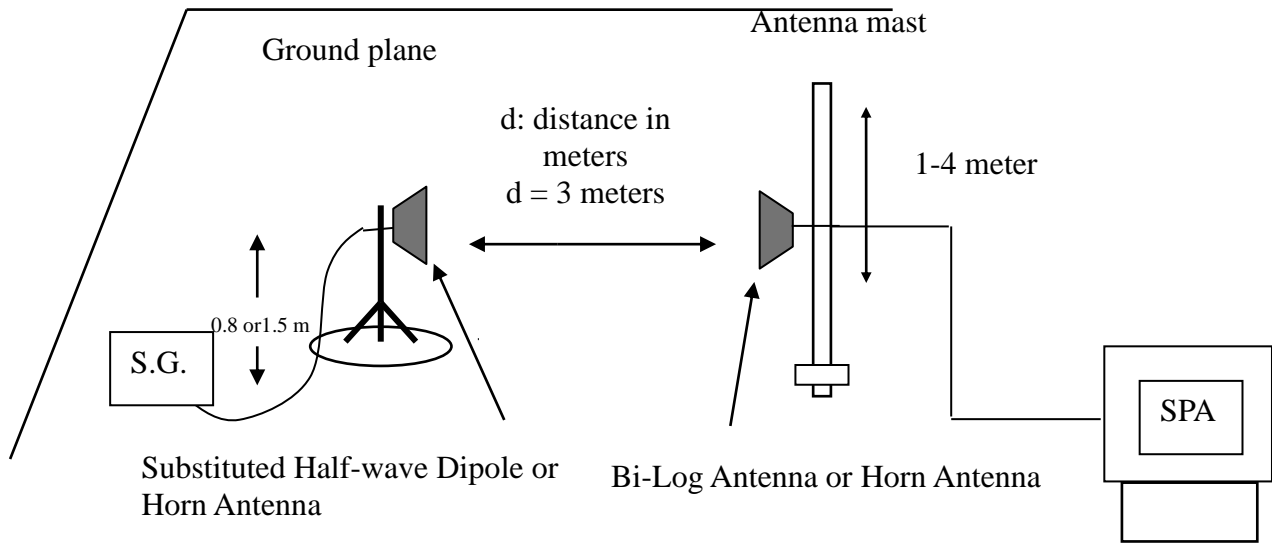 Antenna mast
Ground plane
d: distance in
meters
d = 3 meters
1-4 meter
0.8 or1.5 m
S.G.
SPA
Substituted Half-wave Dipole or
Horn Antenna
Bi-Log Antenna or Horn Antenna